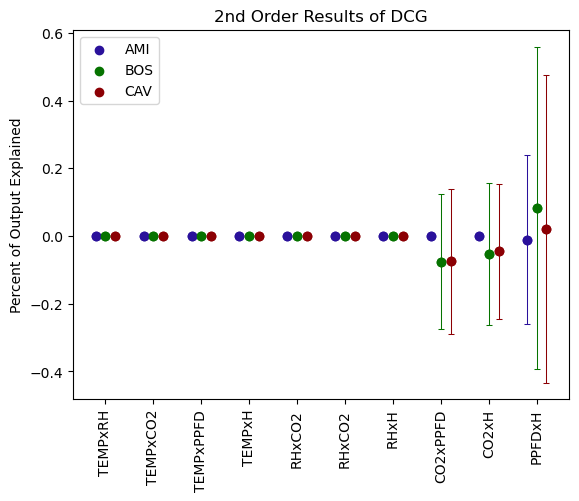 2nd Order Results of DCG
AMI
BOS
CAV
Percent of Output Explained
0.6
0.4
0.2
0.0
−0.2
−0.4
TEMPxRH
TEMPxCO2
TEMPxPPFD
TEMPxH
RHxCO2
RHxCO2
RHxH
CO2xPPFD
CO2xH
PPFDxH